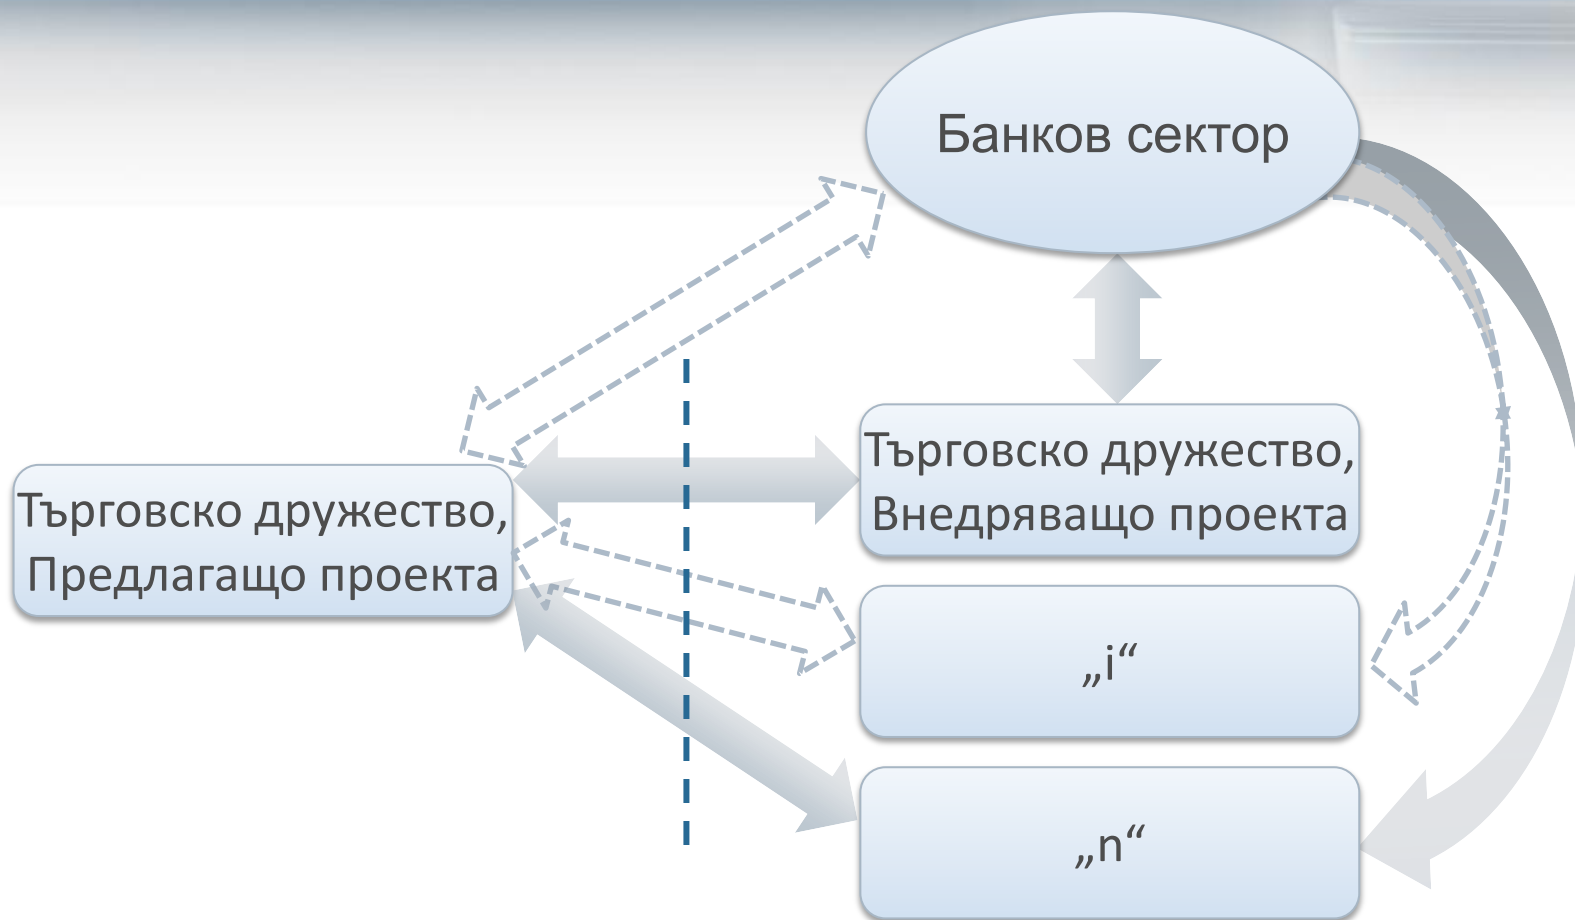 Банков сектор
Търговско дружество,
Предлагащо проекта
Търговско дружество,
Внедряващо проекта
„i“
„n“